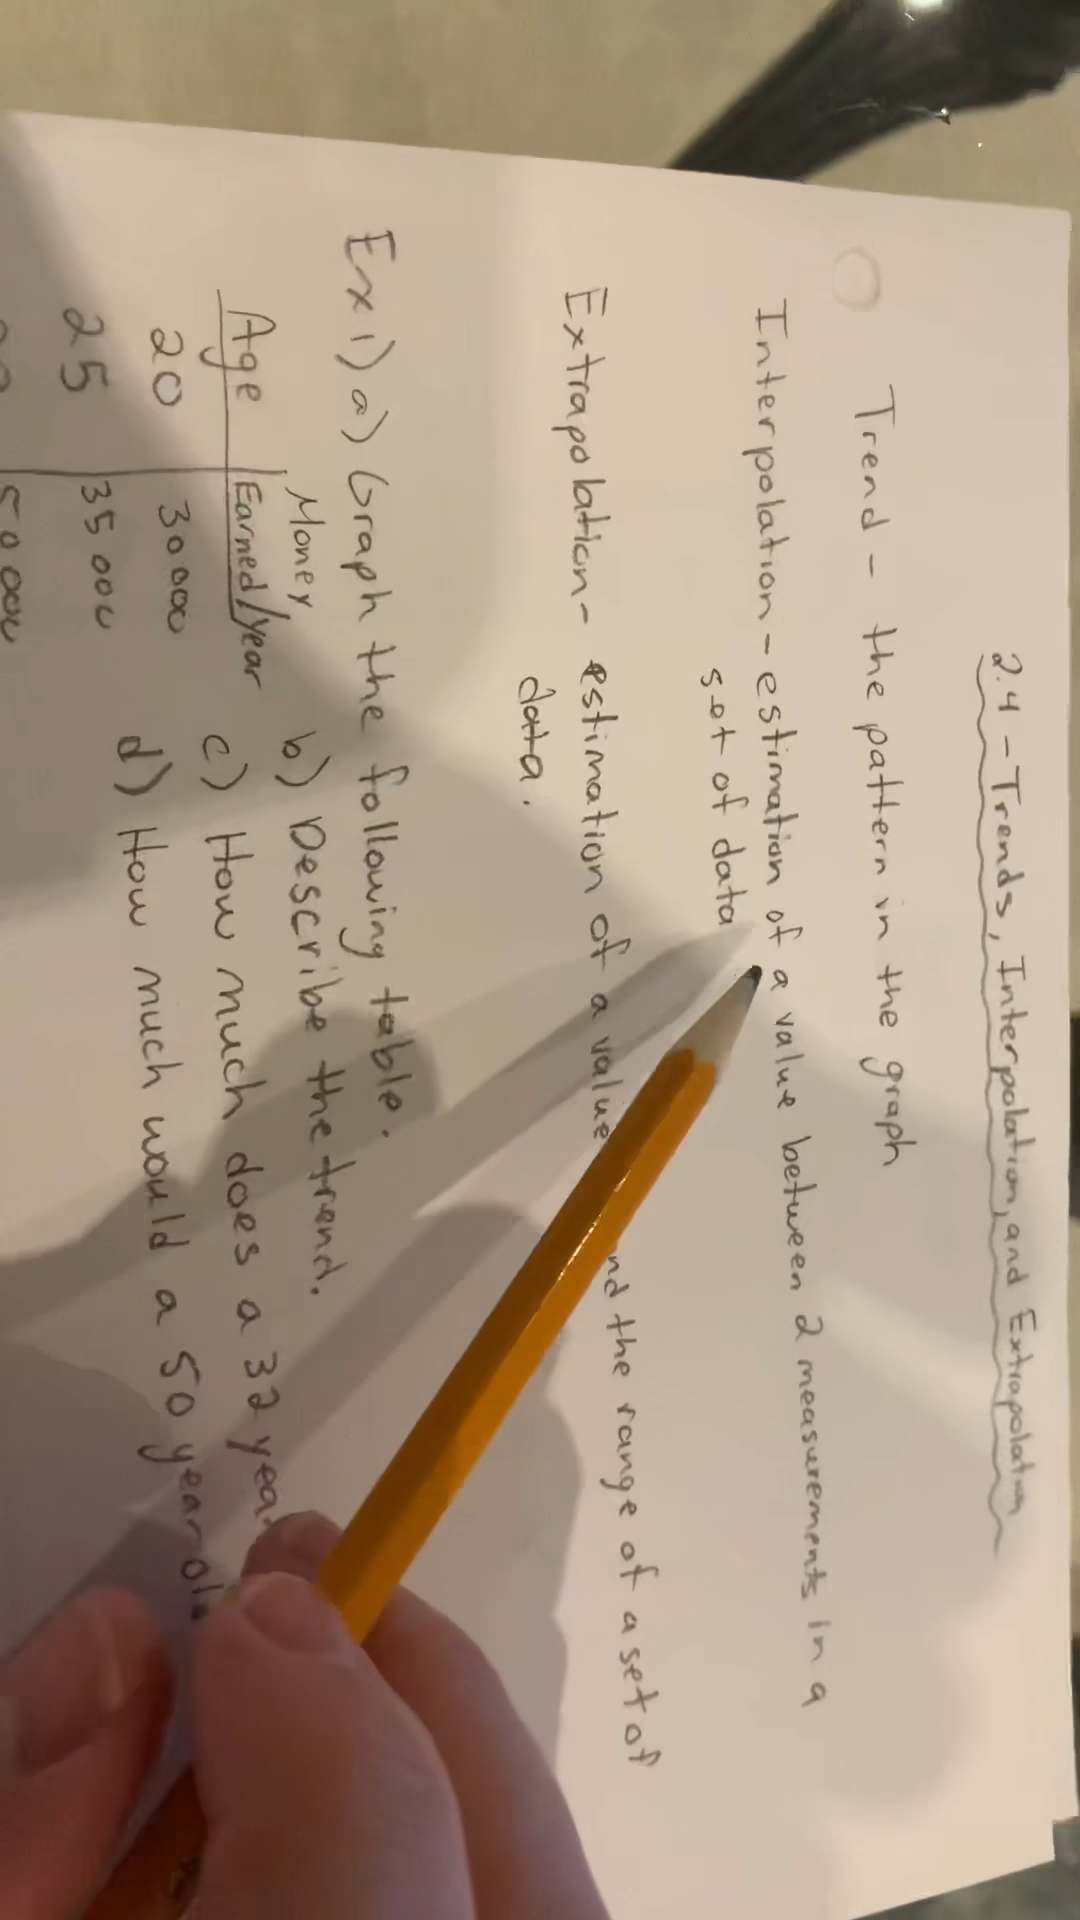 2.4 - Trends, Interpolation, and Extrapolation
Trend - the pattern in the graph
Interpolation - estimation of a value between 2 measurements in a
set of data
Extrapolation - estimation of a value nd the range of a set of
data.
Ex 1) a) Graph the following table.
Money b) Describe the trend.
Age Earned/year c) How much does a 32 yea
20 30 000 d) How much would a 50 year old
25 35 000
50 000